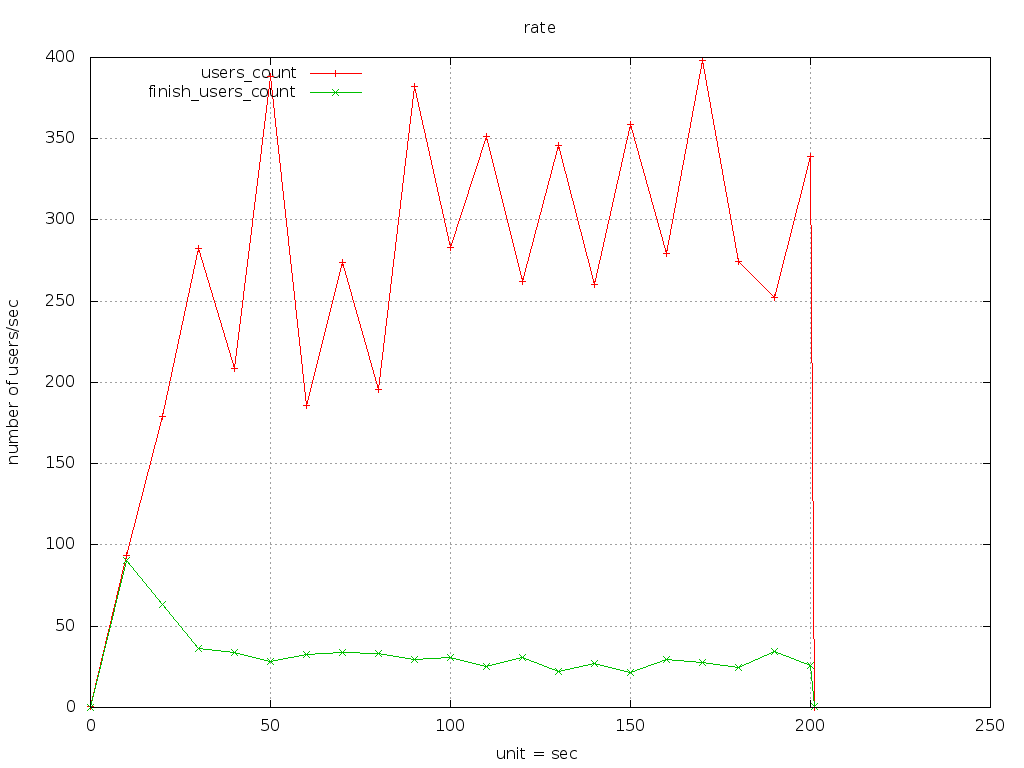 rate
users_count
finish_users_count
400
350
300
250
200
150
100
50
0
number of users/sec
0 50 100 150 200 250
unit = sec